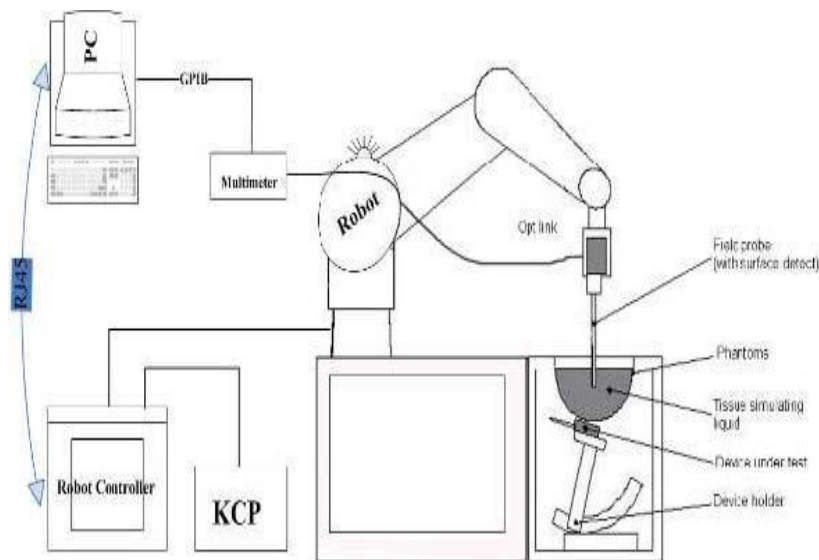 PC
GPIB
Multimeter
Robot
Opt link
Field probe
(with surface detect)
RJ45
Phantoms
Tissue simulating
liquid
Device under test
Robot Controller
KCP
Device holder